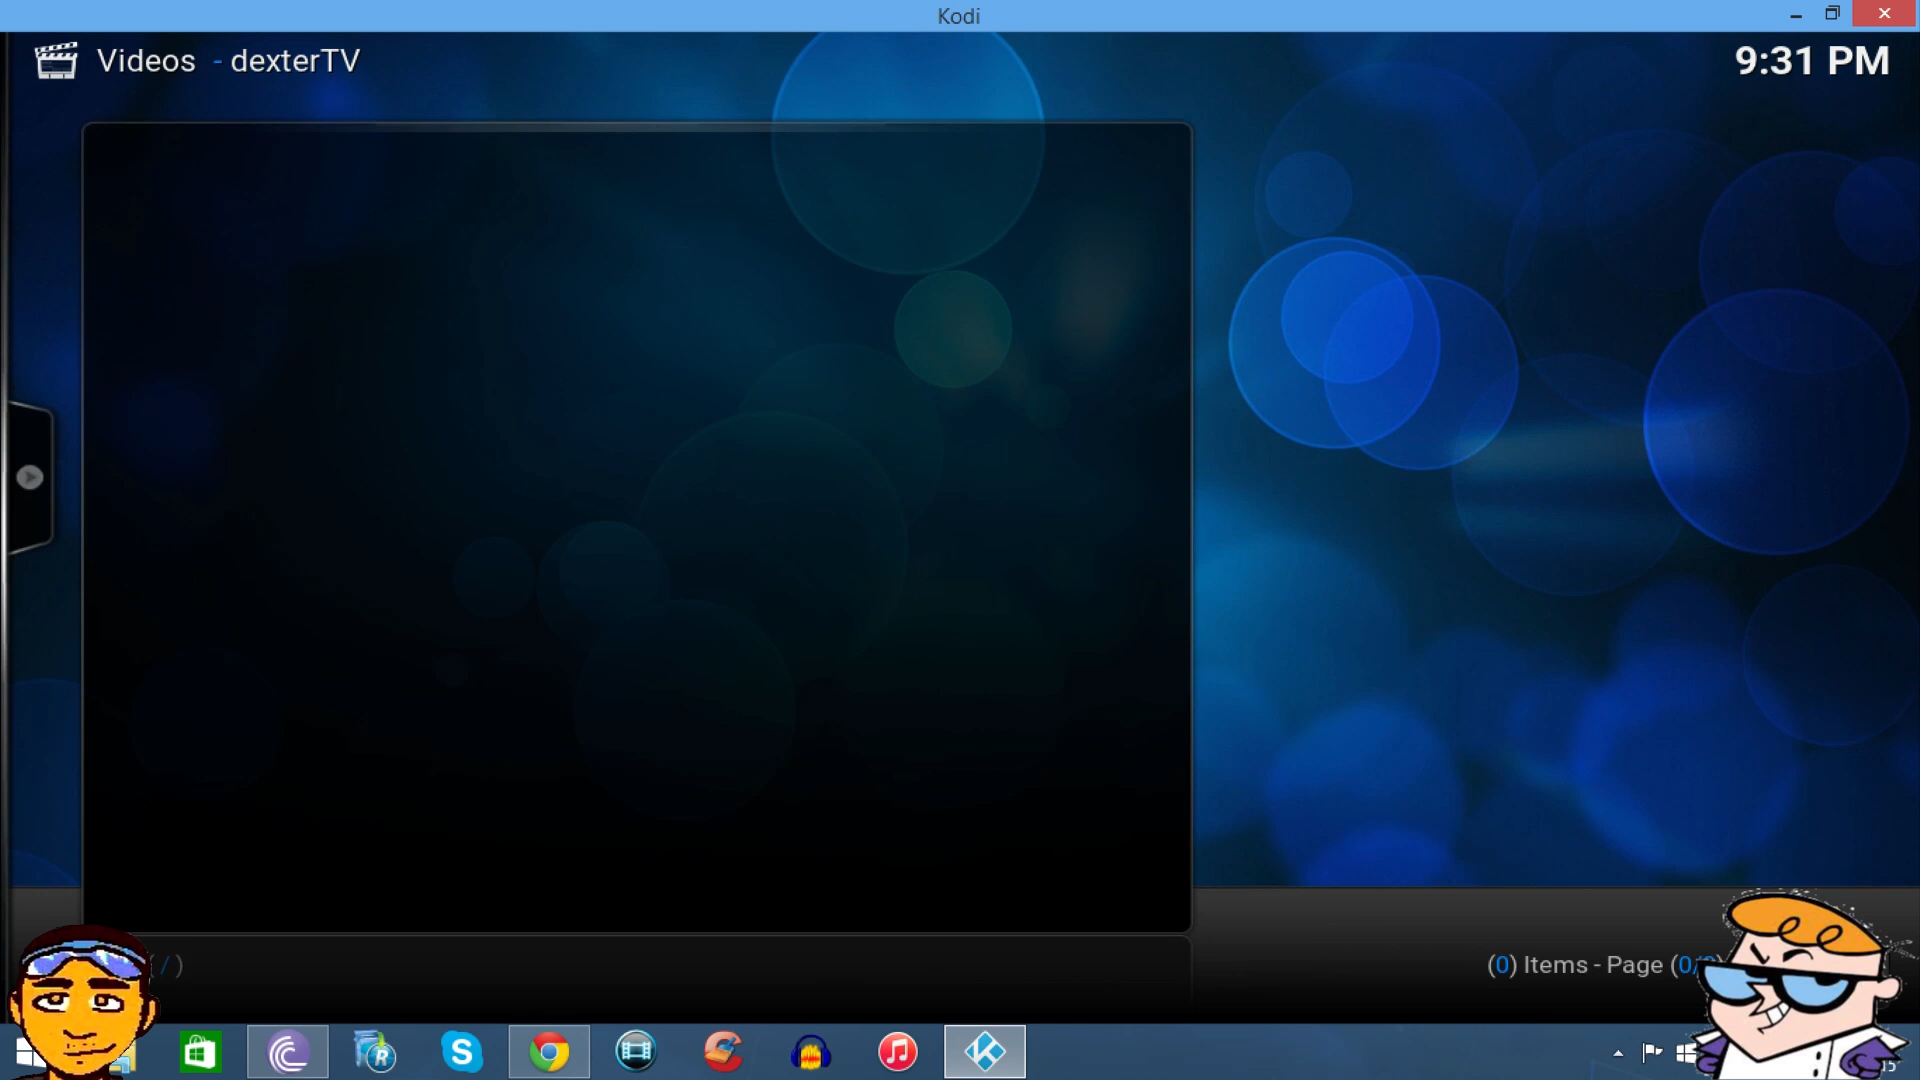 Kodi
Videos - dexterTV
9:31 PM
/ )
(0) Items - Page (0/